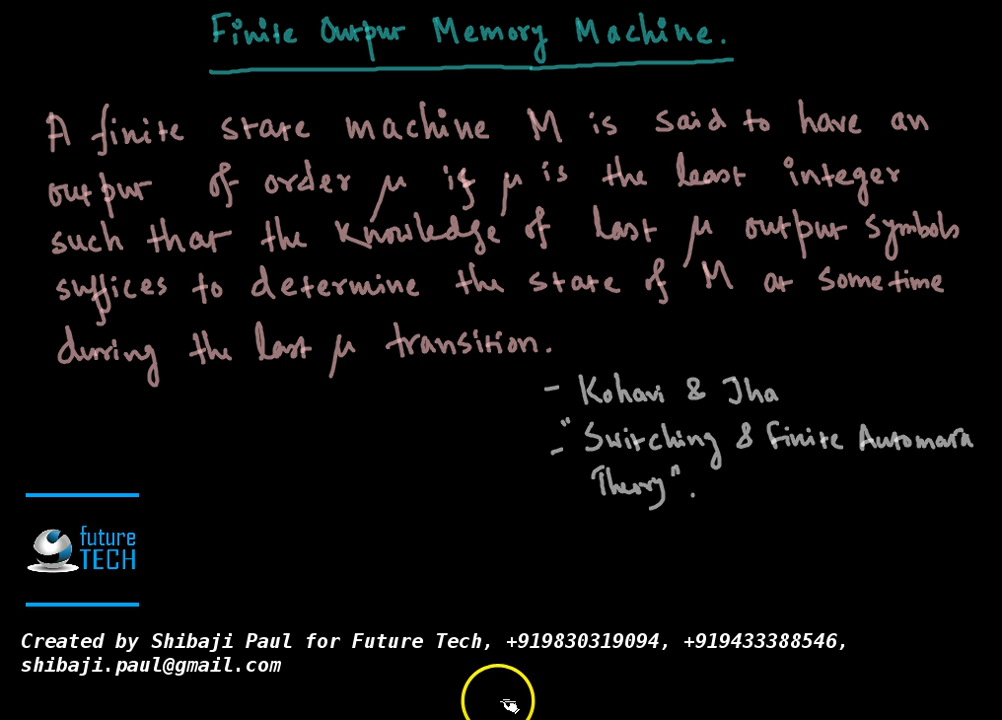 Finite Output Memory Machine.
A finite state machine M is said to have an
output of order μ if μ is the least integer
such that the knowledge of last μ output symbols
suffices to determine the state of M at sometime
during the last μ transition.
- Kohavi & Jha
- "Switching & Finite Automata
Theory".
future
TECH
Created by Shibaji Paul for Future Tech, +919830319094, +919433388546,
shibaji.paul@gmail.com